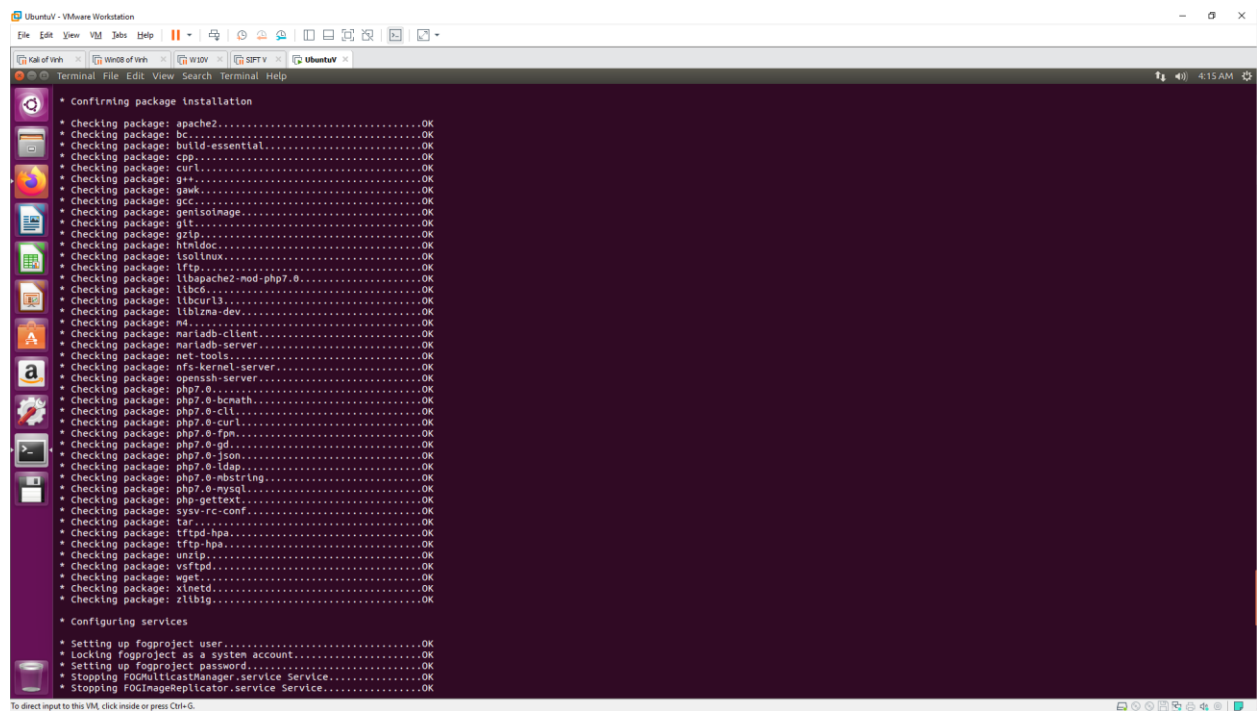 UbuntuV - VMware Workstation
File Edit View VM Tabs Help
Kali of Vinh Win08 of Vinh W10V SIFT V UbuntuV
Terminal File Edit View Search Terminal Help 4:15 AM
* Confirming package installation
* Checking package: apache2...................................OK
* Checking package: bc........................................OK
* Checking package: build-essential...........................OK
* Checking package: cpp.......................................OK
* Checking package: curl......................................OK
* Checking package: g++.......................................OK
* Checking package: gawk......................................OK
* Checking package: gcc.......................................OK
* Checking package: genisoimage...............................OK
* Checking package: git.......................................OK
* Checking package: gzip......................................OK
* Checking package: htmldoc...................................OK
* Checking package: isolinux..................................OK
* Checking package: lftp......................................OK
* Checking package: libapache2-mod-php7.0.....................OK
* Checking package: libc6.....................................OK
* Checking package: libcurl3..................................OK
* Checking package: liblzma-dev...............................OK
* Checking package: m4........................................OK
* Checking package: mariadb-client............................OK
* Checking package: mariadb-server............................OK
* Checking package: net-tools.................................OK
* Checking package: nfs-kernel-server.........................OK
* Checking package: openssh-server............................OK
* Checking package: php7.0....................................OK
* Checking package: php7.0-bcmath.............................OK
* Checking package: php7.0-cli................................OK
* Checking package: php7.0-curl...............................OK
* Checking package: php7.0-fpm................................OK
* Checking package: php7.0-gd.................................OK
* Checking package: php7.0-json...............................OK
* Checking package: php7.0-ldap...............................OK
* Checking package: php7.0-mbstring...........................OK
* Checking package: php7.0-mysql..............................OK
* Checking package: php-gettext...............................OK
* Checking package: sysv-rc-conf..............................OK
* Checking package: tar.......................................OK
* Checking package: tftpd-hpa.................................OK
* Checking package: tftp-hpa..................................OK
* Checking package: unzip.....................................OK
* Checking package: vsftpd....................................OK
* Checking package: wget......................................OK
* Checking package: xinetd....................................OK
* Checking package: zlib1g....................................OK
* Configuring services
* Setting up fogproject user..................................OK
* Locking fogproject as a system account......................OK
* Setting up fogproject password..............................OK
* Stopping FOGMulticastManager.service Service................OK
* Stopping FOGImageReplicator.service Service.................OK
To direct input to this VM, click inside or press Ctrl+G.